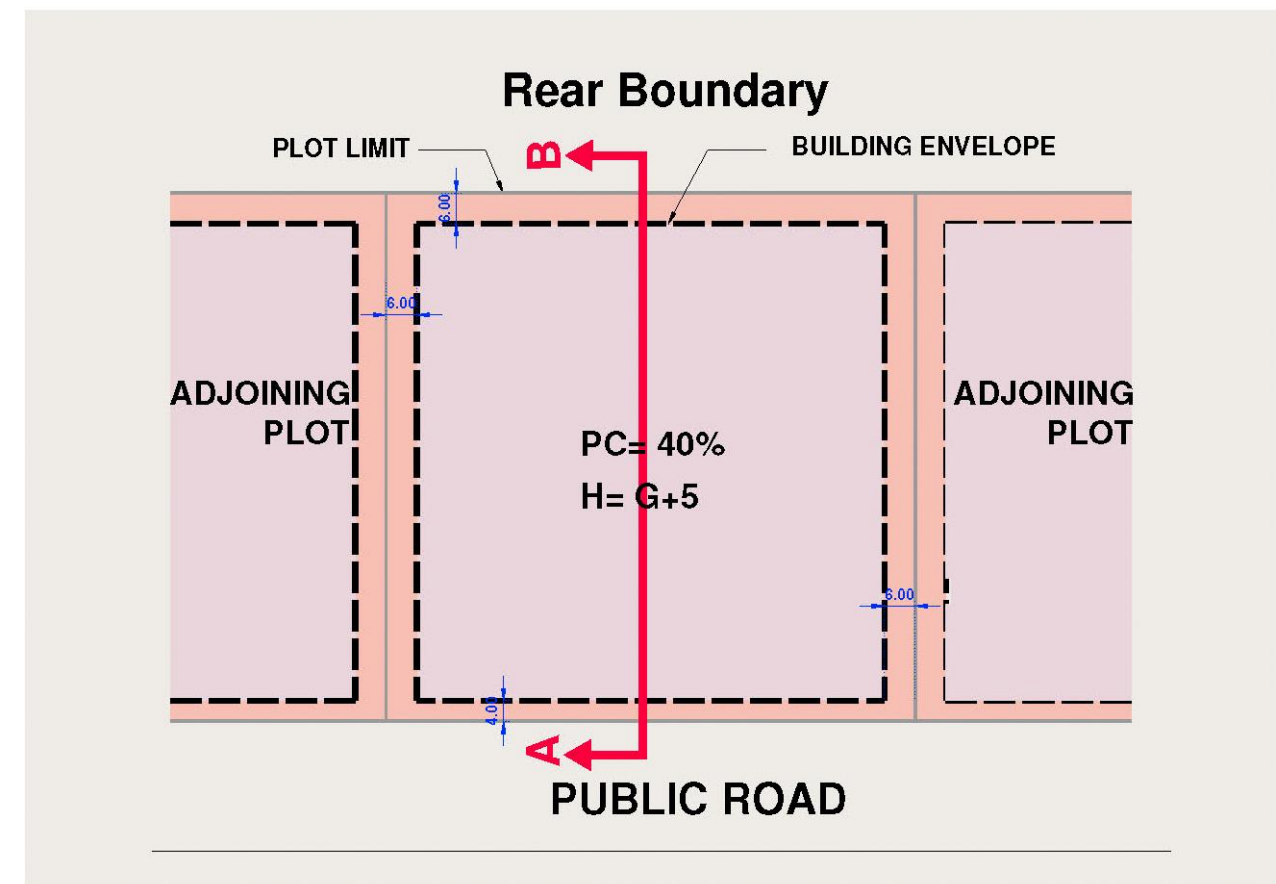 Rear Boundary
PLOT LIMIT
B
BUILDING ENVELOPE
6.00
6.00
ADJOINING
PLOT
ADJOINING
PLOT
PC= 40%
H= G+5
6.00
4.00
A
PUBLIC ROAD